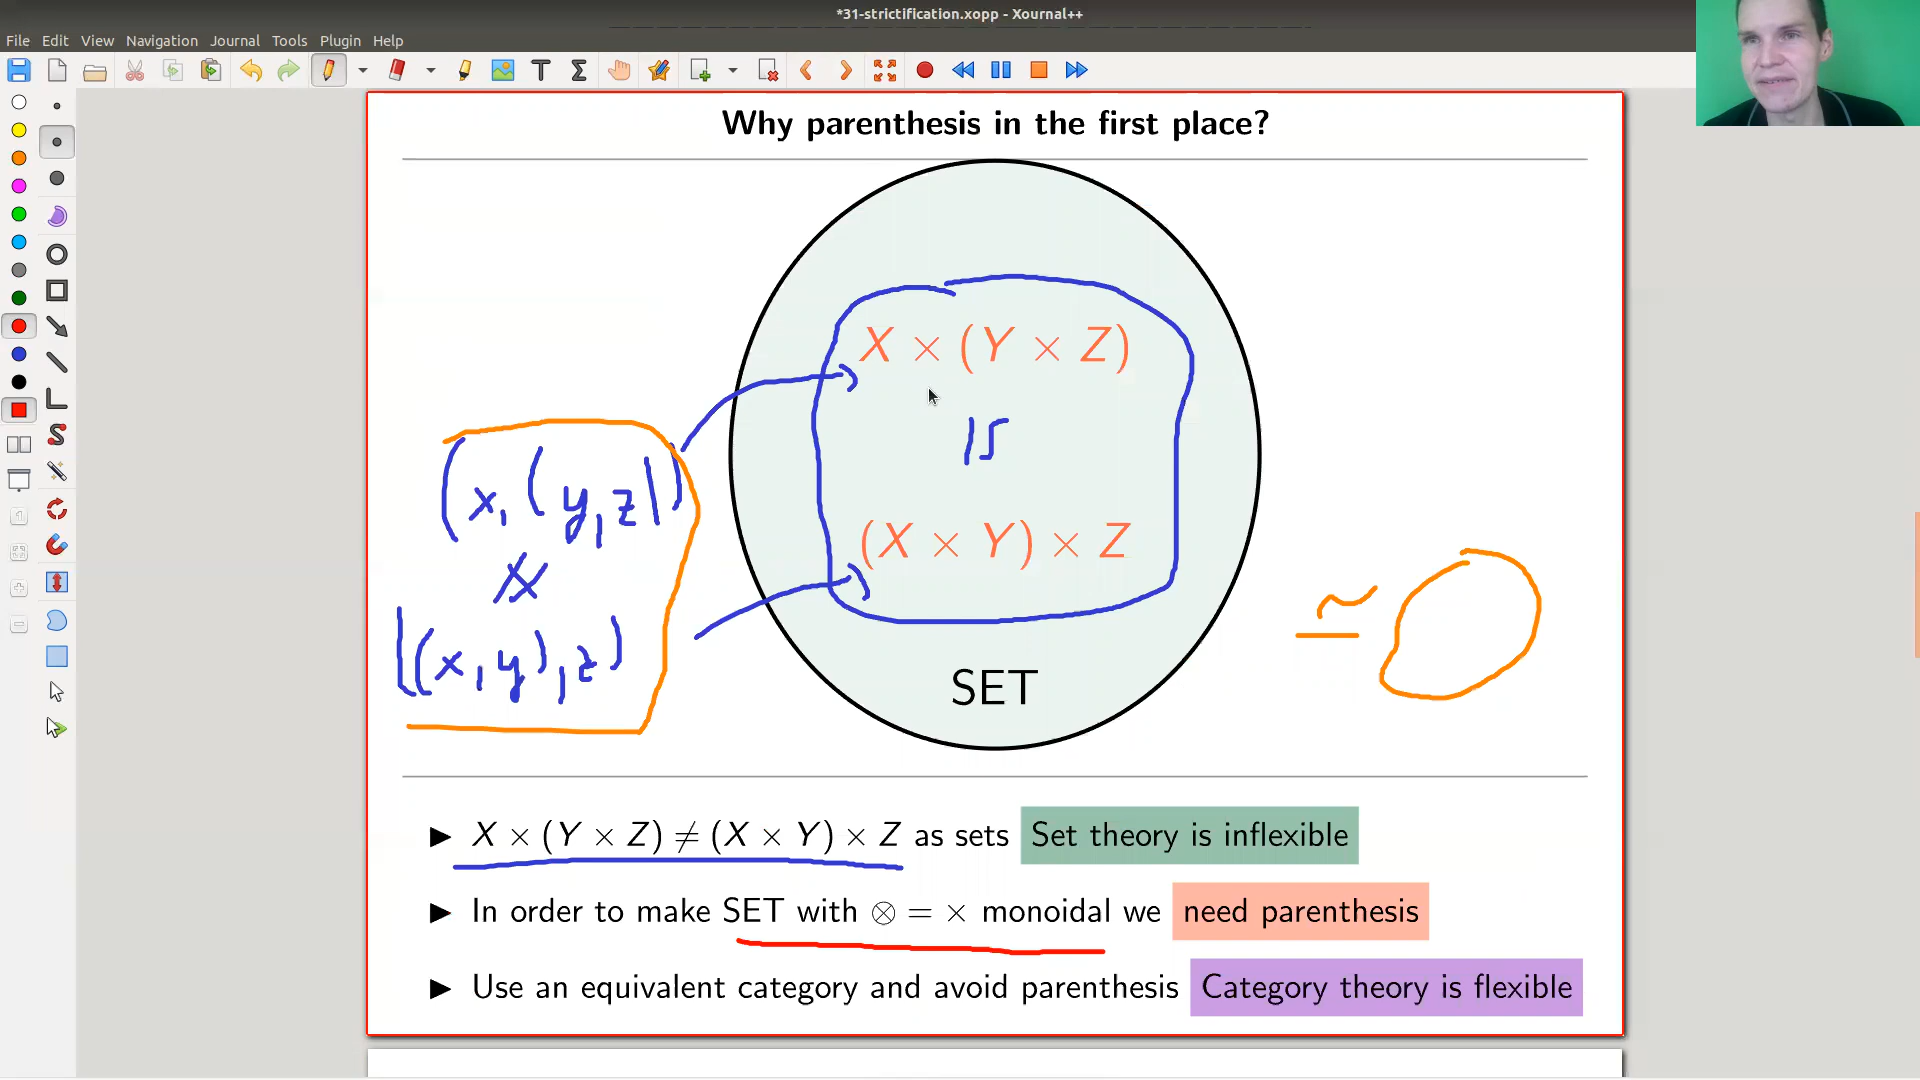 *31-strictification.xopp - Xournal++
File Edit View Navigation Journal Tools Plugin Help
Why parenthesis in the first place?
X × (Y × Z)
(X × Y) × Z
SET
(x, (y, z))
((x, y), z)
≃
► X × (Y × Z) ≠ (X × Y) × Z as sets Set theory is inflexible
► In order to make SET with ⊗ = × monoidal we need parenthesis
► Use an equivalent category and avoid parenthesis Category theory is flexible